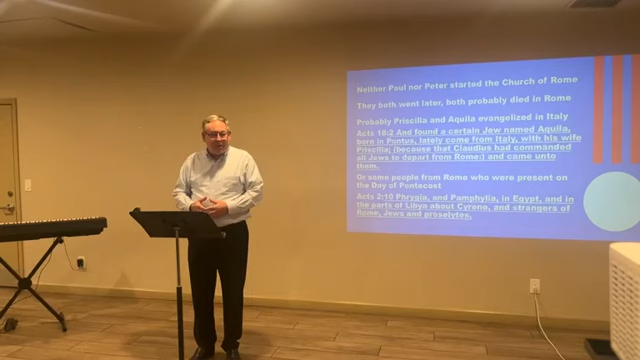 Neither Paul nor Peter started the Church of Rome
They both went later, both probably died in Rome
Probably Priscilla and Aquila evangelized in Italy
Acts 18:2 And found a certain Jew named Aquila,
born in Pontus, lately come from Italy, with his wife
Priscilla; (because that Claudius had commanded
all Jews to depart from Rome:) and came unto
them.
Or some people from Rome who were present on
the Day of Pentecost
Acts 2:10 Phrygia, and Pamphylia, in Egypt, and in
the parts of Libya about Cyrene, and strangers of
Rome, Jews and proselytes,